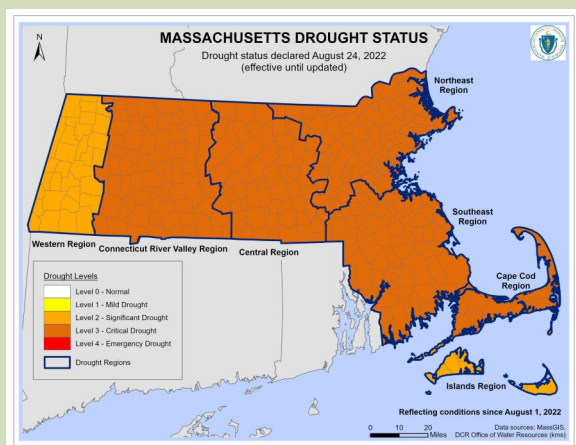 MASSACHUSETTS DROUGHT STATUS
Drought status declared August 24, 2022
(effective until updated)
N
Northeast
Region
Southeast
Region
Cape Cod
Region
Western Region
Connecticut River Valley Region
Central Region
Islands Region
Drought Levels
Level 0 - Normal
Level 1 - Mild Drought
Level 2 - Significant Drought
Level 3 - Critical Drought
Level 4 - Emergency Drought
Drought Regions
Reflecting conditions since August 1, 2022
0 10 20
Miles
Data sources: MassGIS,
DCR Office of Water Resources (kms)